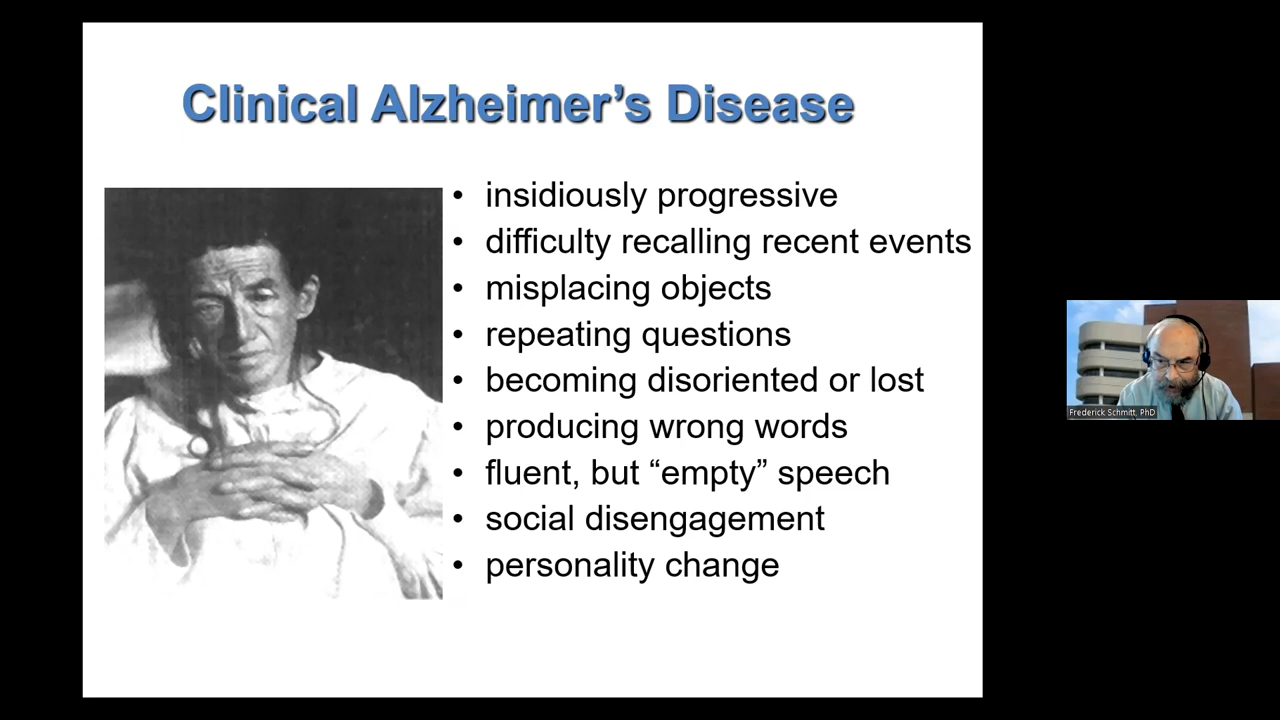 Clinical Alzheimer’s Disease
• insidiously progressive
• difficulty recalling recent events
• misplacing objects
• repeating questions
• becoming disoriented or lost
• producing wrong words
• fluent, but “empty” speech
• social disengagement
• personality change
Frederick Schmitt, PhD